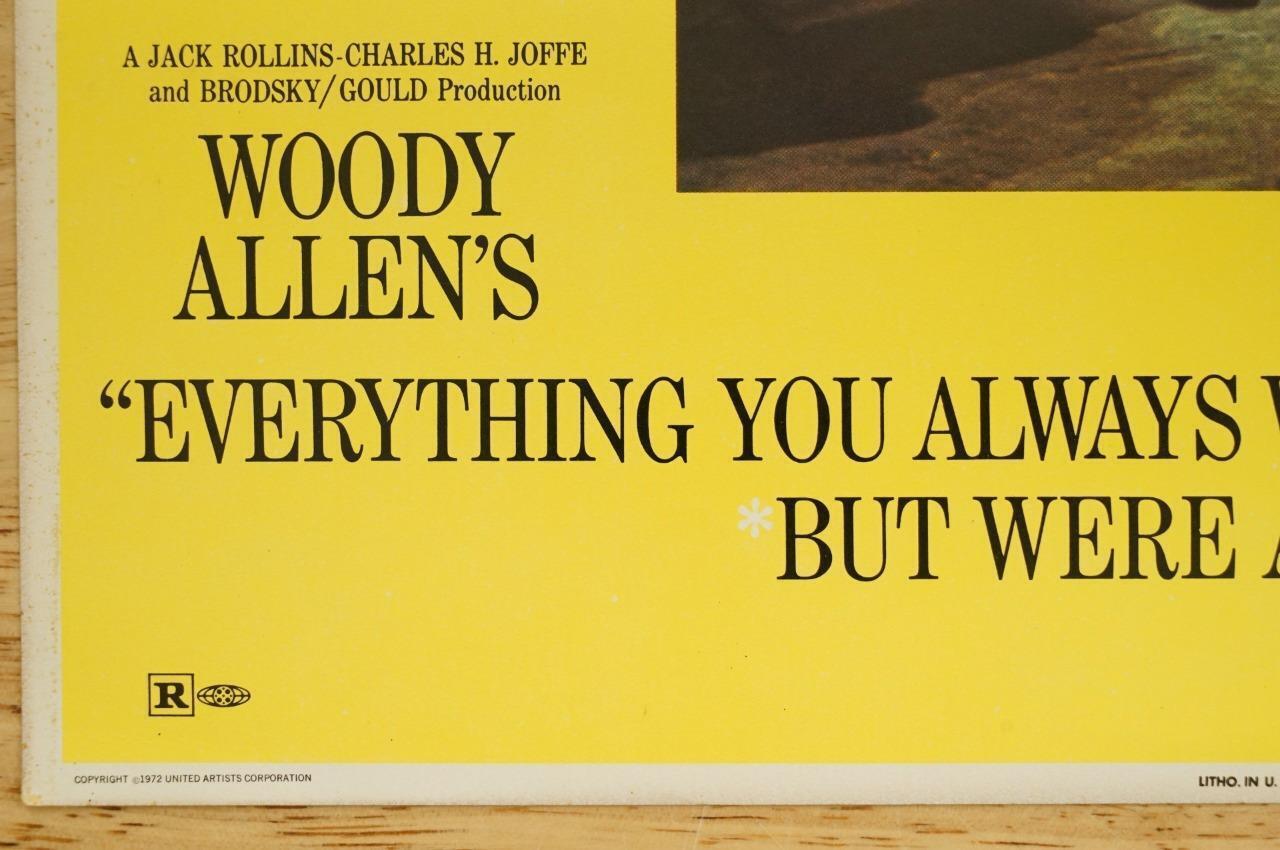 A JACK ROLLINS-CHARLES H. JOFFE
and BRODSKY/GOULD Production
WOODY
ALLEN'S
“EVERYTHING YOU ALWAYS
*BUT WERE
R
COPYRIGHT ©1972 UNITED ARTISTS CORPORATION
LITHO. IN U.